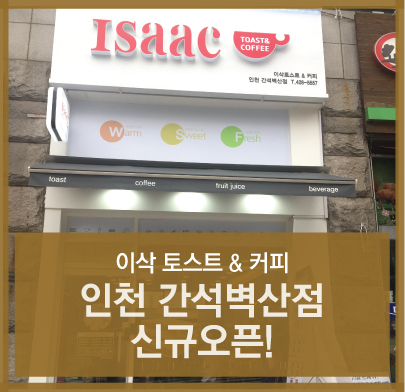 Isaac
TOAST&
COFFEE
이삭토스트 & 커피
인천 간석벽산점 T.428-5557
Warm
Sweet
Fresh
toast coffee fruit juice beverage
이삭 토스트 & 커피
인천 간석벽산점
신규오픈!